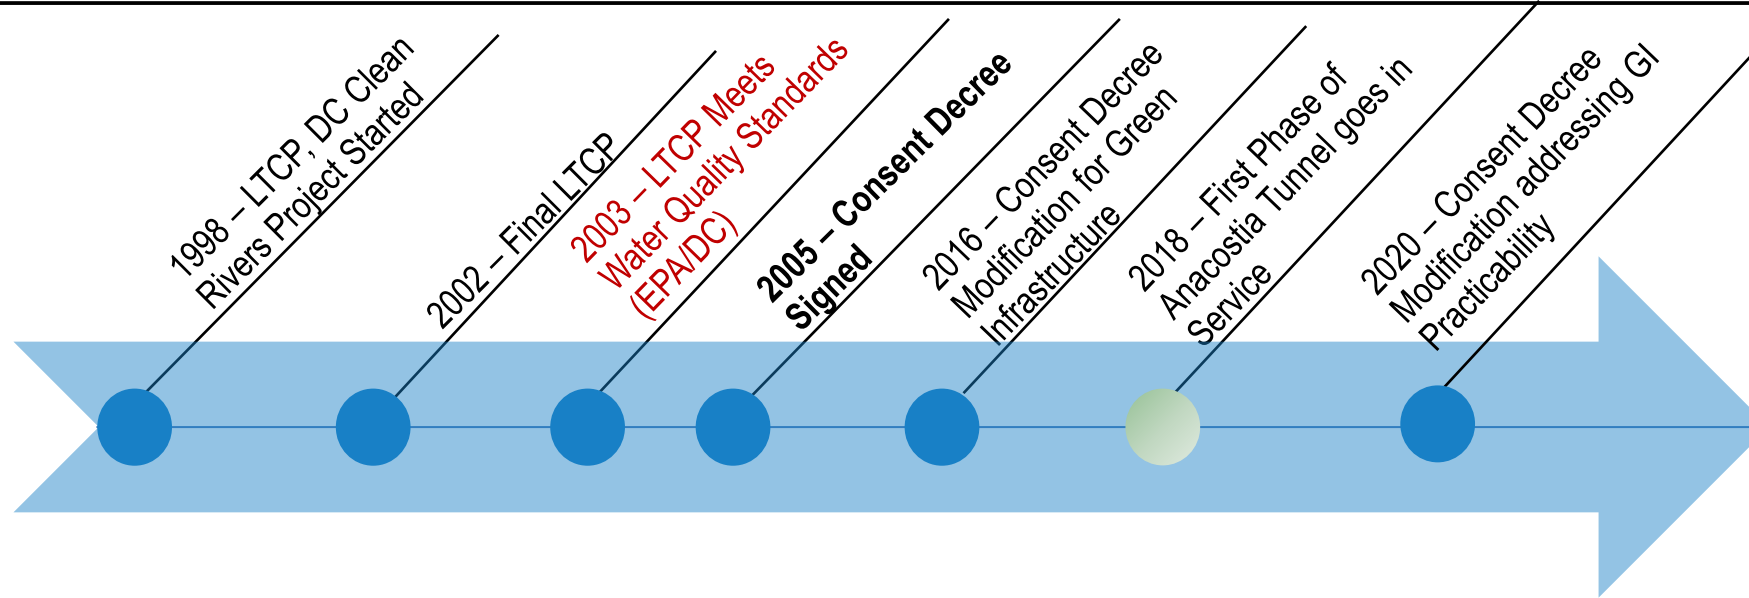 1998 – LTCP, DC Clean
Rivers Project Started
2002 – Final LTCP
2003 – LTCP Meets
Water Quality Standards
(EPA/DC)
2005 – Consent Decree
Signed
2016 – Consent Decree
Modification for Green
Infrastructure
2018 – First Phase of
Anacostia Tunnel goes in
Service
2020 – Consent Decree
Modification addressing GI
Practicability